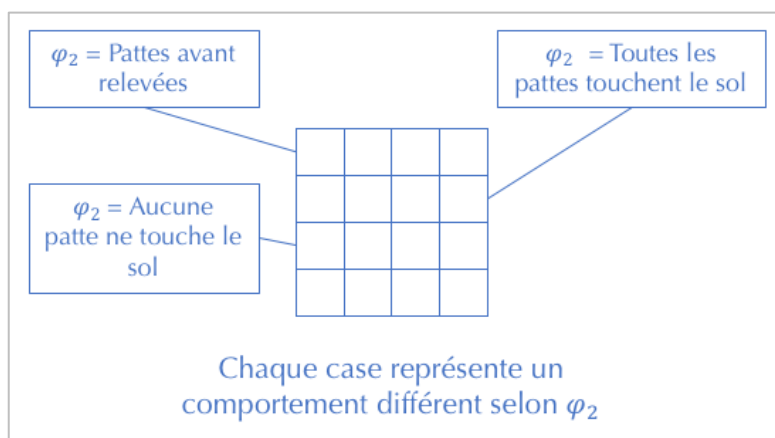 φ₂ = Pattes avant
relevées
φ₂ = Toutes les
pattes touchent le sol
φ₂ = Aucune
patte ne touche le
sol
Chaque case représente un
comportement différent selon φ₂